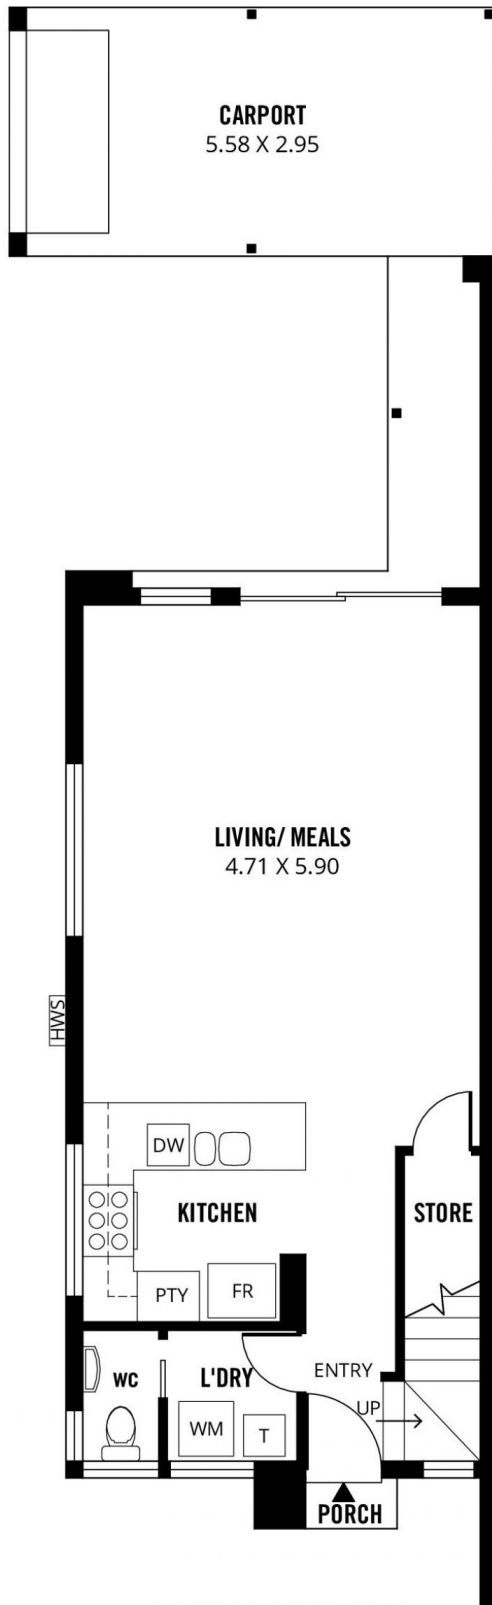 CARPORT
5.58 X 2.95
LIVING/ MEALS
4.71 X 5.90
HWS
DW
KITCHEN
STORE
PTY
FR
WC
L'DRY
ENTRY
UP
WM
T
PORCH